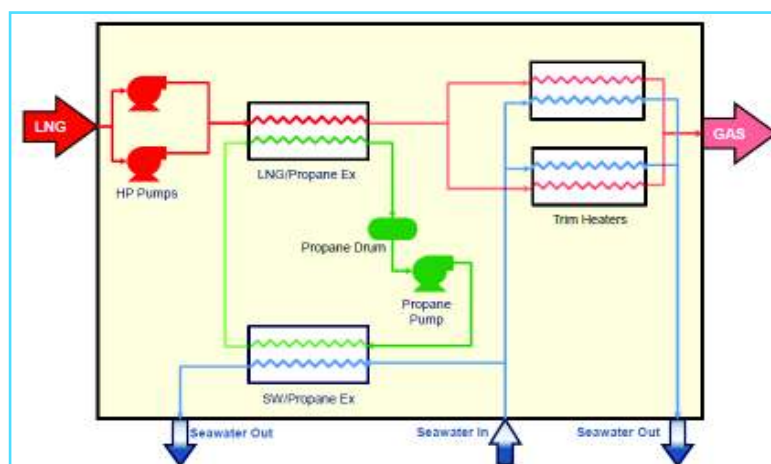 LNG
HP Pumps
LNG/Propane Ex
Propane Drum
Propane
Pump
SW/Propane Ex
Trim Heaters
GAS
Seawater Out
Seawater In
Seawater Out